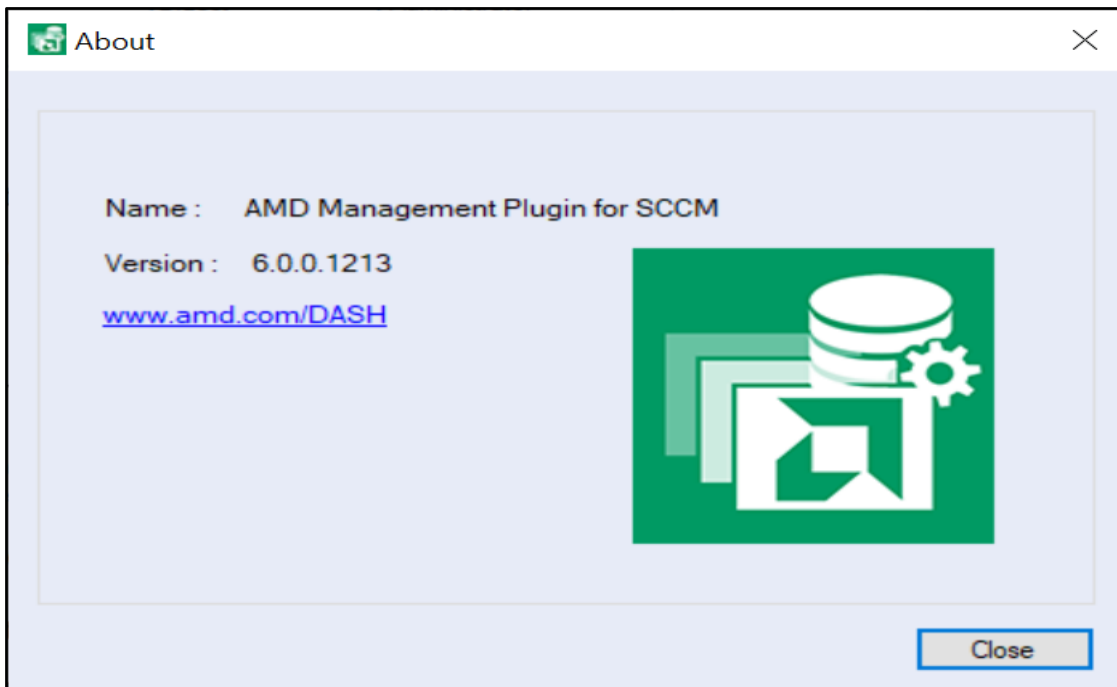 About
Name : AMD Management Plugin for SCCM
Version : 6.0.0.1213
www.amd.com/DASH
Close